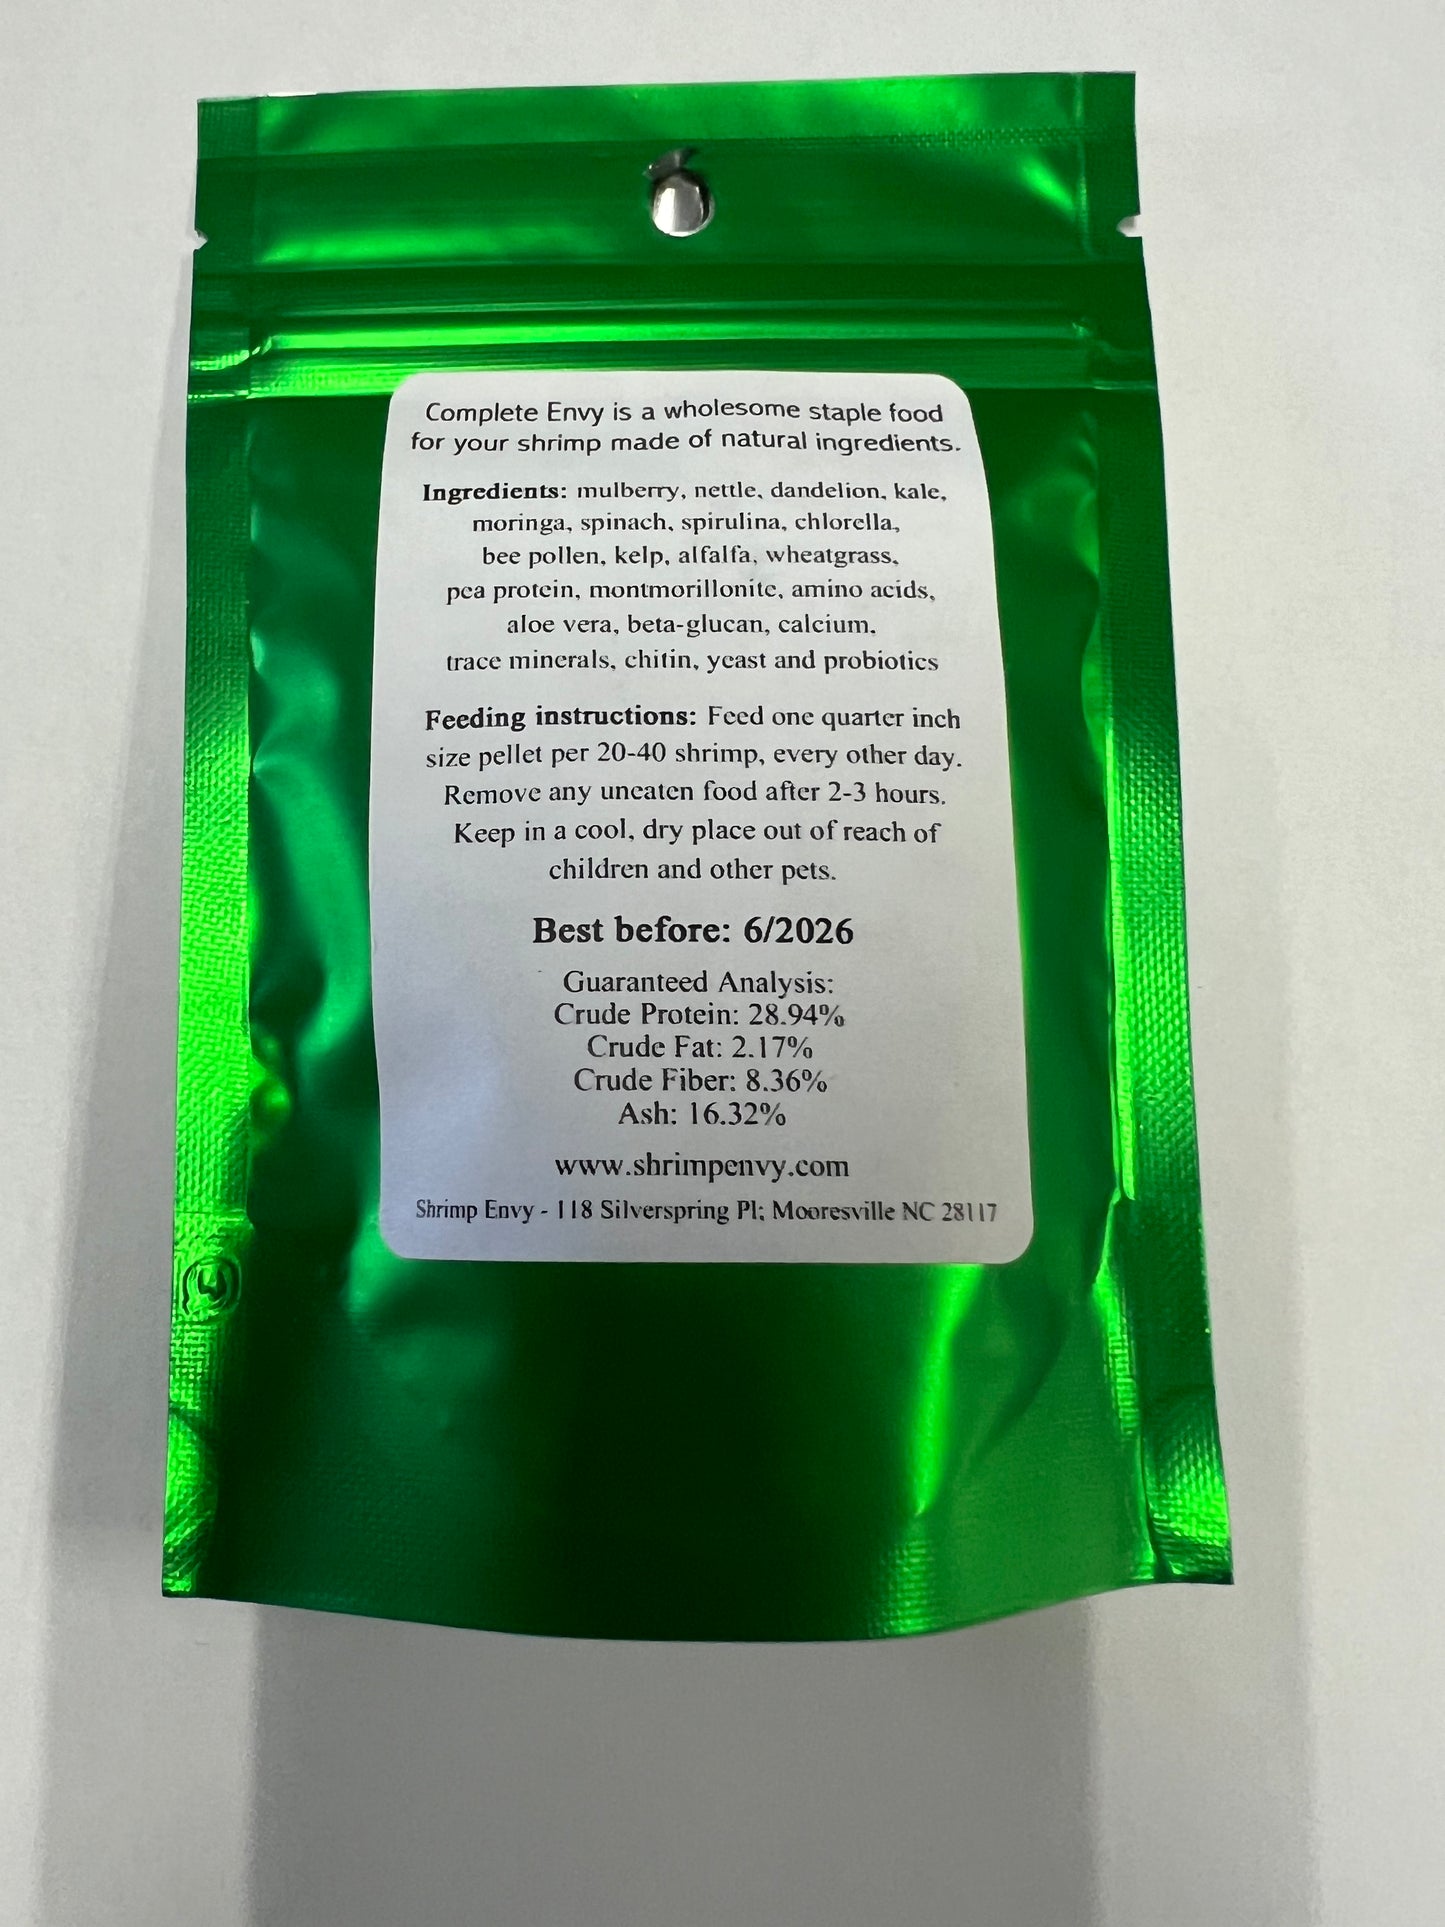 Complete Envy is a wholesome staple food
for your shrimp made of natural ingredients.
Ingredients: mulberry, nettle, dandelion, kale,
moringa, spinach, spirulina, chlorella,
bee pollen, kelp, alfalfa, wheatgrass,
pea protein, montmorillonite, amino acids,
aloe vera, beta-glucan, calcium,
trace minerals, chitin, yeast and probiotics
Feeding instructions: Feed one quarter inch
size pellet per 20-40 shrimp, every other day.
Remove any uneaten food after 2-3 hours.
Keep in a cool, dry place out of reach of
children and other pets.
Best before: 6/2026
Guaranteed Analysis:
Crude Protein: 28.94%
Crude Fat: 2.17%
Crude Fiber: 8.36%
Ash: 16.32%
www.shrimpenvy.com
Shrimp Envy - 118 Silverspring Pl; Mooresville NC 28117
4